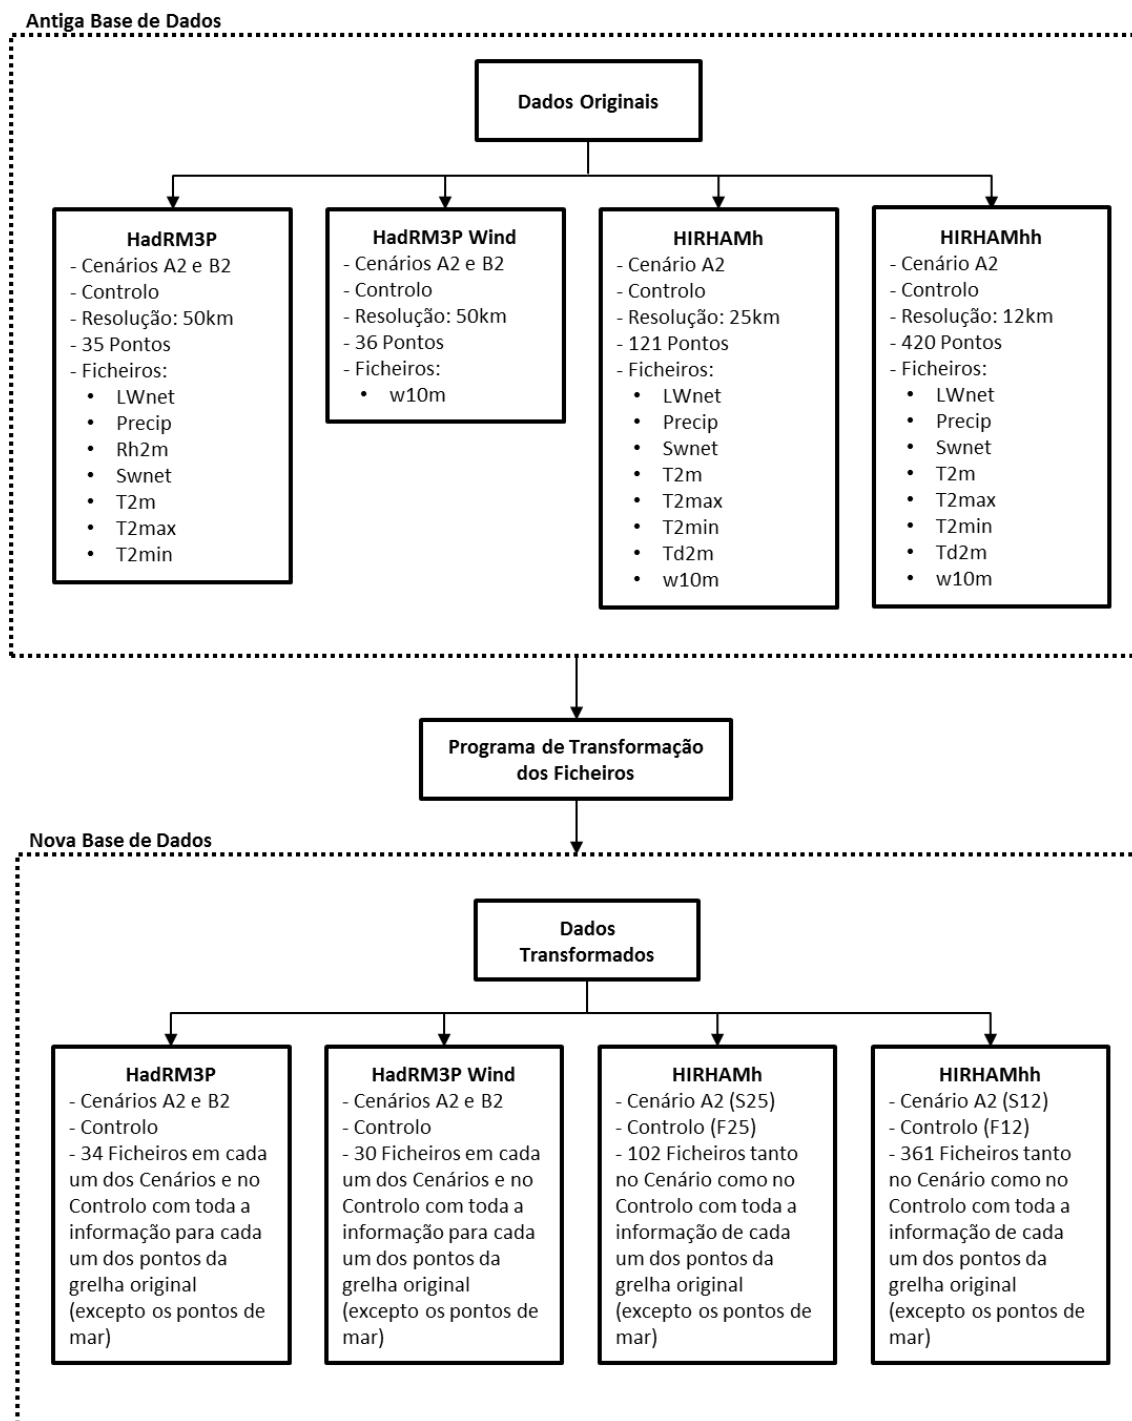 Antiga Base de Dados
Dados Originais
HadRM3P
- Cenários A2 e B2
- Controlo
- Resolução: 50km
- 35 Pontos
- Ficheiros:
• LWnet
• Precip
• Rh2m
• Swnet
• T2m
• T2max
• T2min
HadRM3P Wind
- Cenários A2 e B2
- Controlo
- Resolução: 50km
- 36 Pontos
- Ficheiros:
• w10m
HIRHAMh
- Cenário A2
- Controlo
- Resolução: 25km
- 121 Pontos
- Ficheiros:
• LWnet
• Precip
• Swnet
• T2m
• T2max
• T2min
• Td2m
• w10m
HIRHAMhh
- Cenário A2
- Controlo
- Resolução: 12km
- 420 Pontos
- Ficheiros:
• LWnet
• Precip
• Swnet
• T2m
• T2max
• T2min
• Td2m
• w10m
Programa de Transformação
dos Ficheiros
Nova Base de Dados
Dados
Transformados
HadRM3P
- Cenários A2 e B2
- Controlo
- 34 Ficheiros em cada
um dos Cenários e no
Controlo com toda a
informação para cada
um dos pontos da
grelha original
(excepto os pontos de
mar)
HadRM3P Wind
- Cenários A2 e B2
- Controlo
- 30 Ficheiros em cada
um dos Cenários e no
Controlo com toda a
informação para cada
um dos pontos da
grelha original
(excepto os pontos de
mar)
HIRHAMh
- Cenário A2 (S25)
- Controlo (F25)
- 102 Ficheiros tanto
no Cenário como no
Controlo com toda a
informação de cada
um dos pontos da
grelha original
(excepto os pontos de
mar)
HIRHAMhh
- Cenário A2 (S12)
- Controlo (F12)
- 361 Ficheiros tanto
no Cenário como no
Controlo com toda a
informação de cada
um dos pontos da
grelha original
(excepto os pontos de
mar)